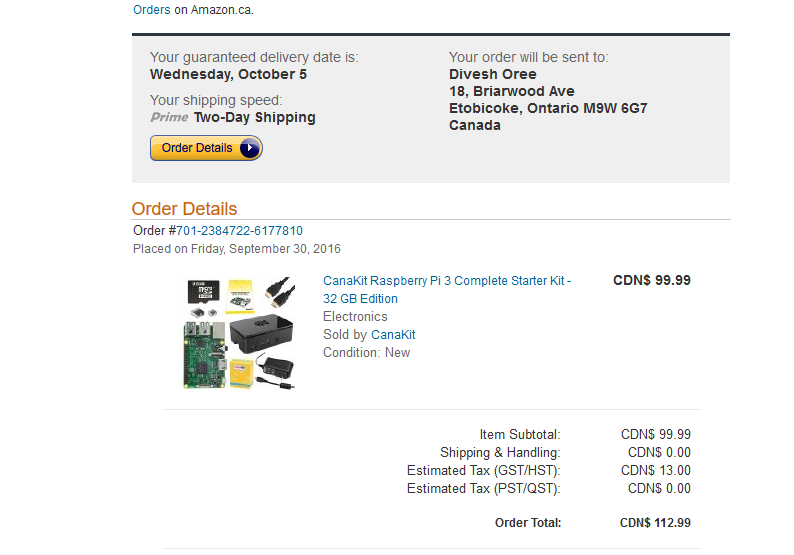 Orders on Amazon.ca.
Your guaranteed delivery date is:
Wednesday, October 5
Your shipping speed:
Prime Two-Day Shipping
Order Details
Your order will be sent to:
Divesh Oree
18, Briarwood Ave
Etobicoke, Ontario M9W 6G7
Canada
Order Details
Order #701-2384722-6177810
Placed on Friday, September 30, 2016
CanaKit Raspberry Pi 3 Complete Starter Kit -
32 GB Edition
Electronics
Sold by CanaKit
Condition: New
CDN$ 99.99
Item Subtotal: CDN$ 99.99
Shipping & Handling: CDN$ 0.00
Estimated Tax (GST/HST): CDN$ 13.00
Estimated Tax (PST/QST): CDN$ 0.00
Order Total: CDN$ 112.99